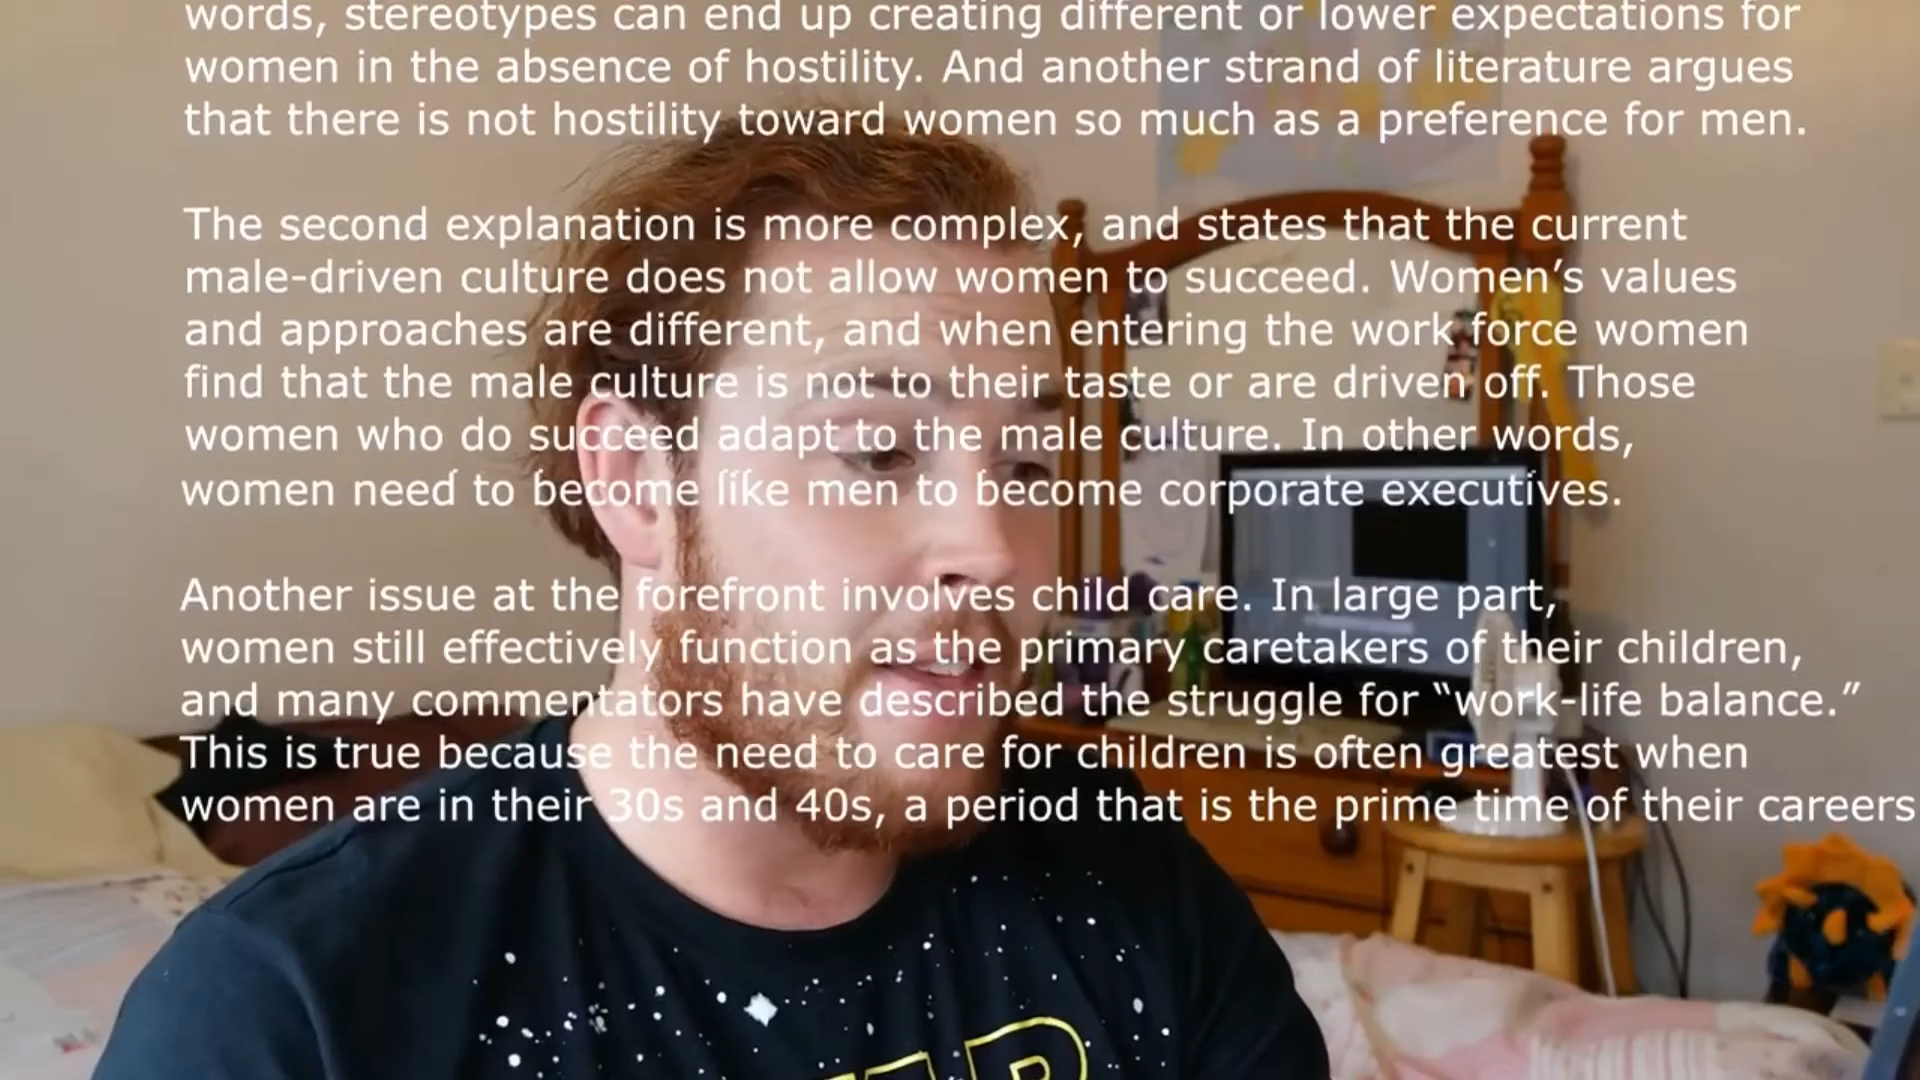 words, stereotypes can end up creating different or lower expectations for
women in the absence of hostility. And another strand of literature argues
that there is not hostility toward women so much as a preference for men.
The second explanation is more complex, and states that the current
male-driven culture does not allow women to succeed. Women’s values
and approaches are different, and when entering the work force women
find that the male culture is not to their taste or are driven off. Those
women who do succeed adapt to the male culture. In other words,
women need to become like men to become corporate executives.
Another issue at the forefront involves child care. In large part,
women still effectively function as the primary caretakers of their children,
and many commentators have described the struggle for “work-life balance.”
This is true because the need to care for children is often greatest when
women are in their 30s and 40s, a period that is the prime time of their careers